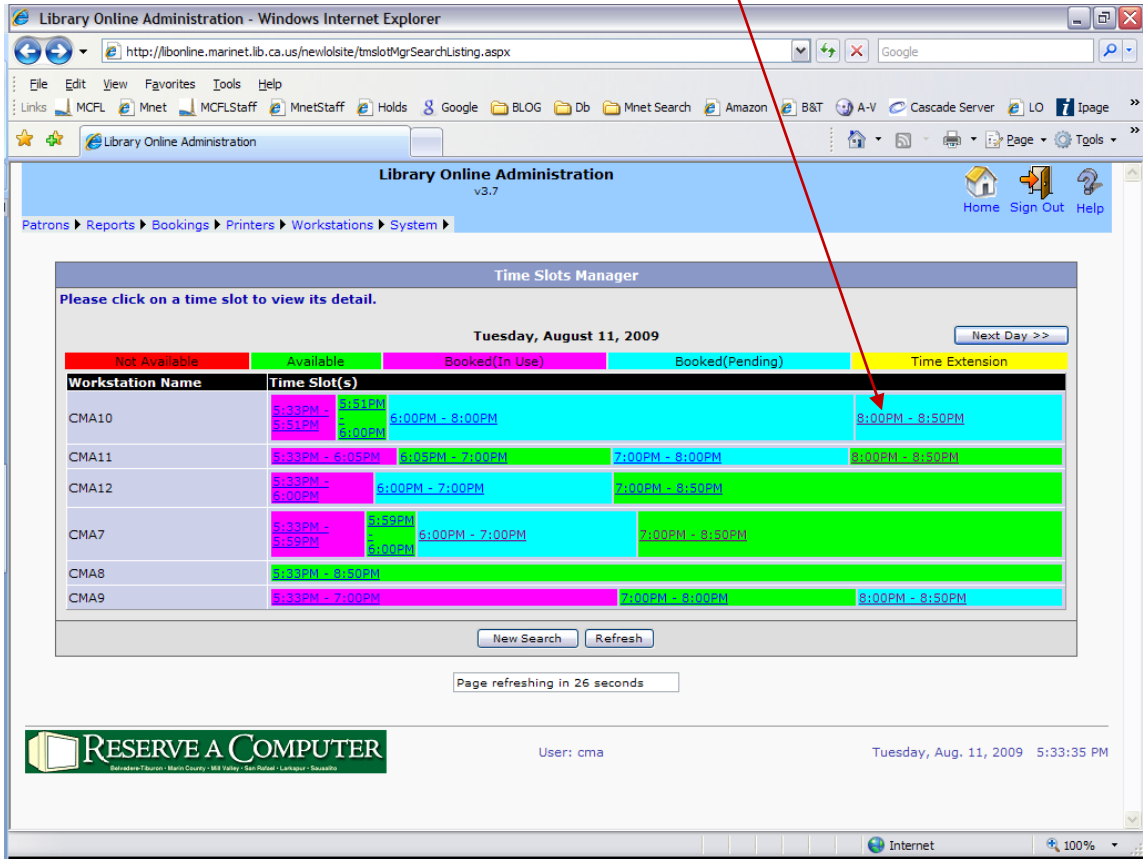 Library Online Administration - Windows Internet Explorer
http://libonline.marinet.lib.ca.us/newlolsite/tmslotMgrSearchListing.aspx Google
File Edit View Favorites Tools Help
Links MCFL Mnet MCFLStaff MnetStaff Holds Google BLOG Db Mnet Search Amazon B&T A-V Cascade Server LO Ipage »
Library Online Administration Page Tools »
Library Online Administration
v3.7
Home Sign Out Help
Patrons Reports Bookings Printers Workstations System
Time Slots Manager
Please click on a time slot to view its detail.
Tuesday, August 11, 2009 Next Day >>
Not Available Available Booked(In Use) Booked(Pending) Time Extension
Workstation Name Time Slot(s)
CMA10 5:33PM - 5:51PM 5:51PM - 6:00PM 6:00PM - 8:00PM 8:00PM - 8:50PM
CMA11 5:33PM - 6:05PM 6:05PM - 7:00PM 7:00PM - 8:00PM 8:00PM - 8:50PM
CMA12 5:33PM - 6:00PM 6:00PM - 7:00PM 7:00PM - 8:50PM
CMA7 5:33PM - 5:59PM 5:59PM - 6:00PM 6:00PM - 7:00PM 7:00PM - 8:50PM
CMA8 5:33PM - 8:50PM
CMA9 5:33PM - 7:00PM 7:00PM - 8:00PM 8:00PM - 8:50PM
New Search Refresh
Page refreshing in 26 seconds
RESERVE A COMPUTER User: cma Tuesday, Aug. 11, 2009 5:33:35 PM
Belvedere-Tiburon - Marin County - Mill Valley - San Rafael - Larkspur - Sausalito
Internet 100%